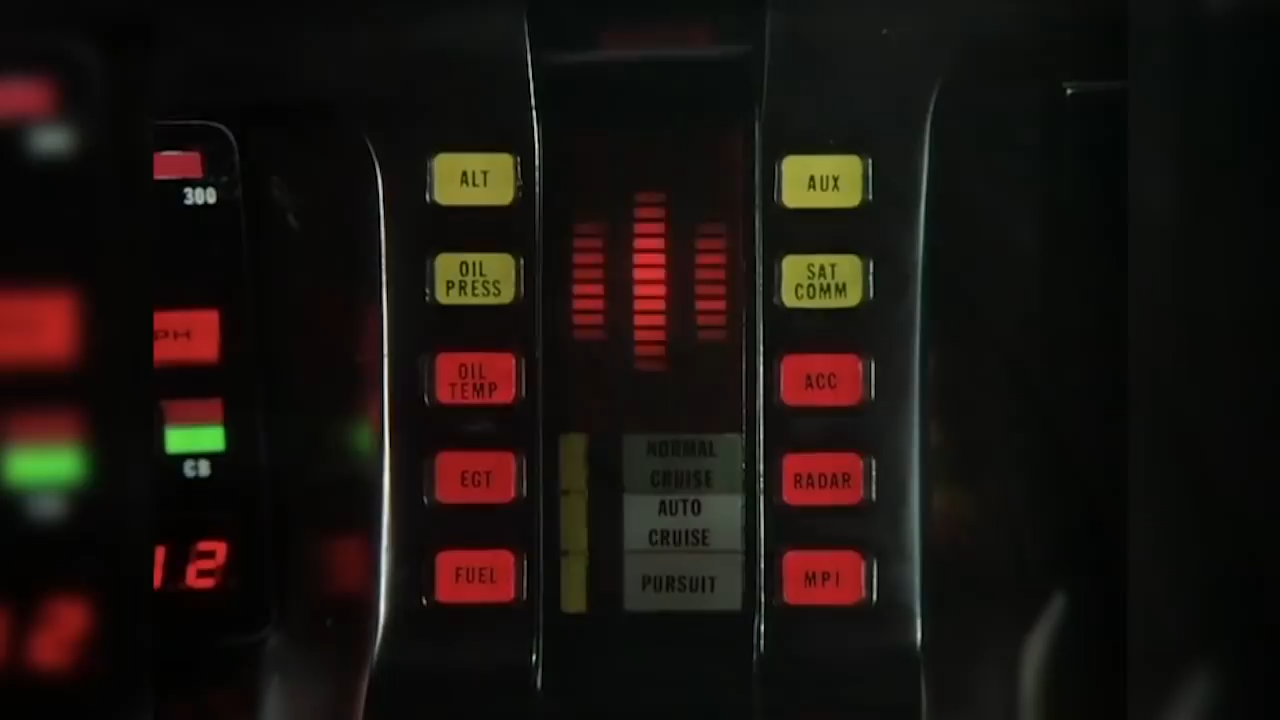 300
PH
CB
12
ALT
OIL
PRESS
OIL
TEMP
EGT
FUEL
NORMAL
CRUISE
AUTO
CRUISE
PURSUIT
AUX
SAT
COMM
ACC
RADAR
MPI